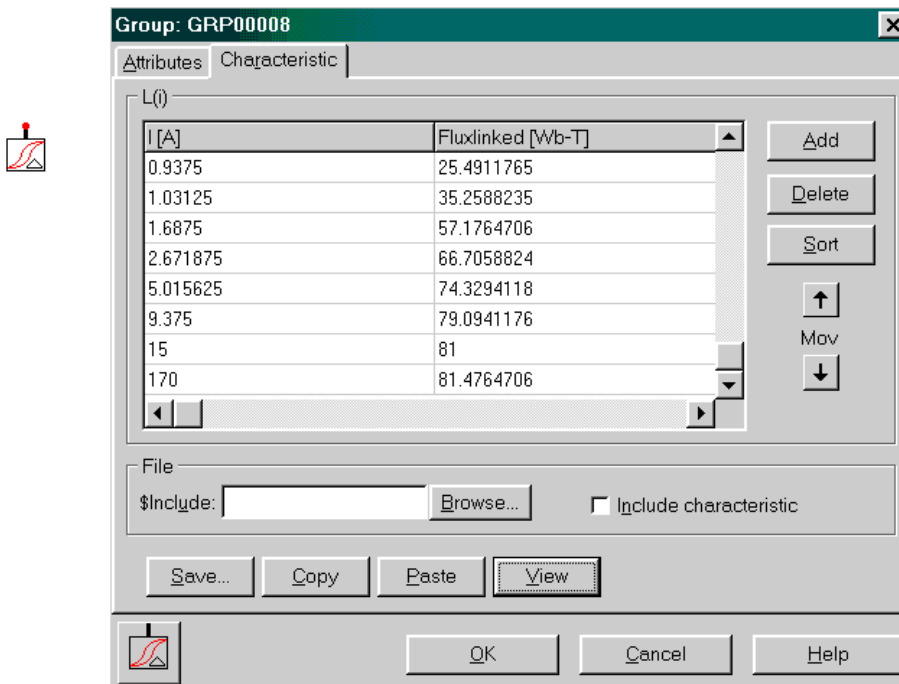 Group: GRP00008
Attributes Characteristic
L(i)
I [A] Fluxlinked [Wb-T]
0.9375 25.4911765
1.03125 35.2588235
1.6875 57.1764706
2.671875 66.7058824
5.015625 74.3294118
9.375 79.0941176
15 81
170 81.4764706
Add
Delete
Sort
Mov
File
$Include: Browse... Include characteristic
Save... Copy Paste View
OK Cancel Help